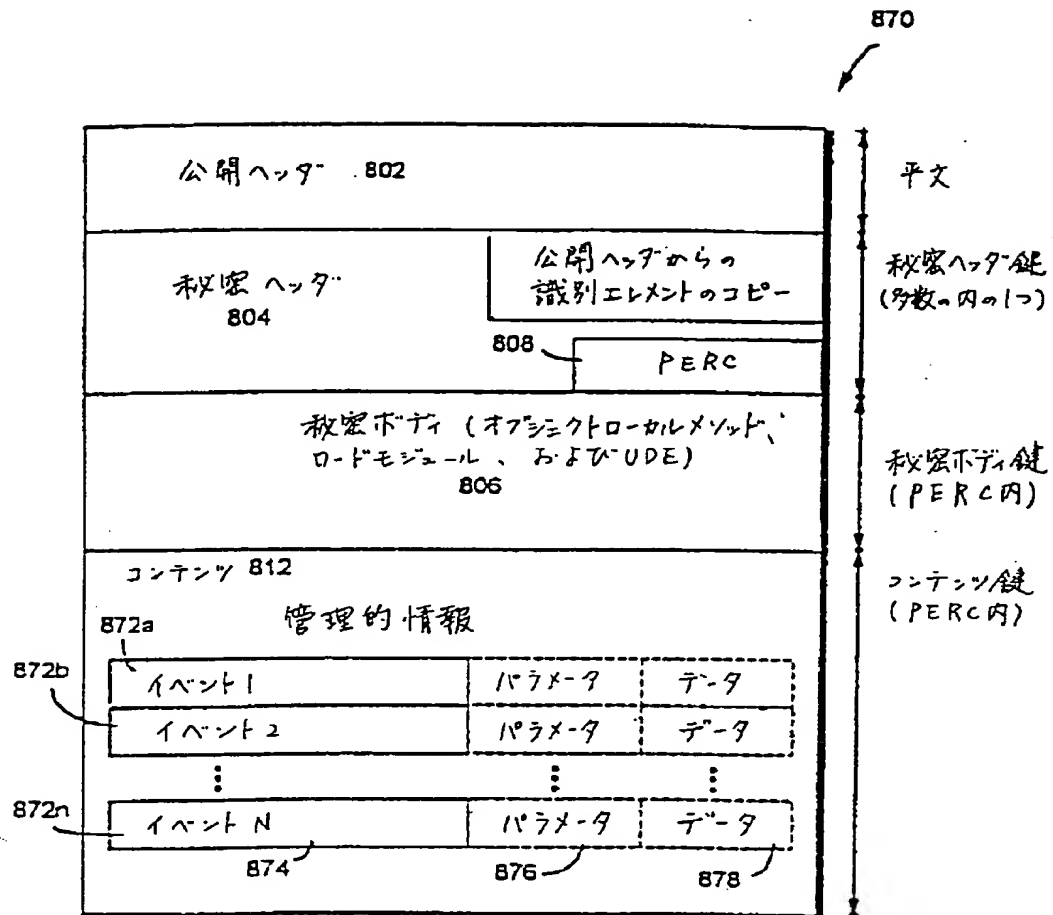 870
公開ヘッダ 802
平文
秘密ヘッダ
804
公開ヘッダからの
識別エレメントのコピー
808
PERC
秘密ヘッダ鍵
(多数の内の1つ)
秘密ボディ (オブジェクトローカルメソッド、
ロードモジュール、およびUDE)
806
秘密ボディ鍵
(PERC内)
コンテンツ 812
管理的情報
コンテンツ鍵
(PERC内)
872a
872b
イベント1 パラメータ データ
イベント2 パラメータ データ
872n
イベントN パラメータ データ
874
876
878